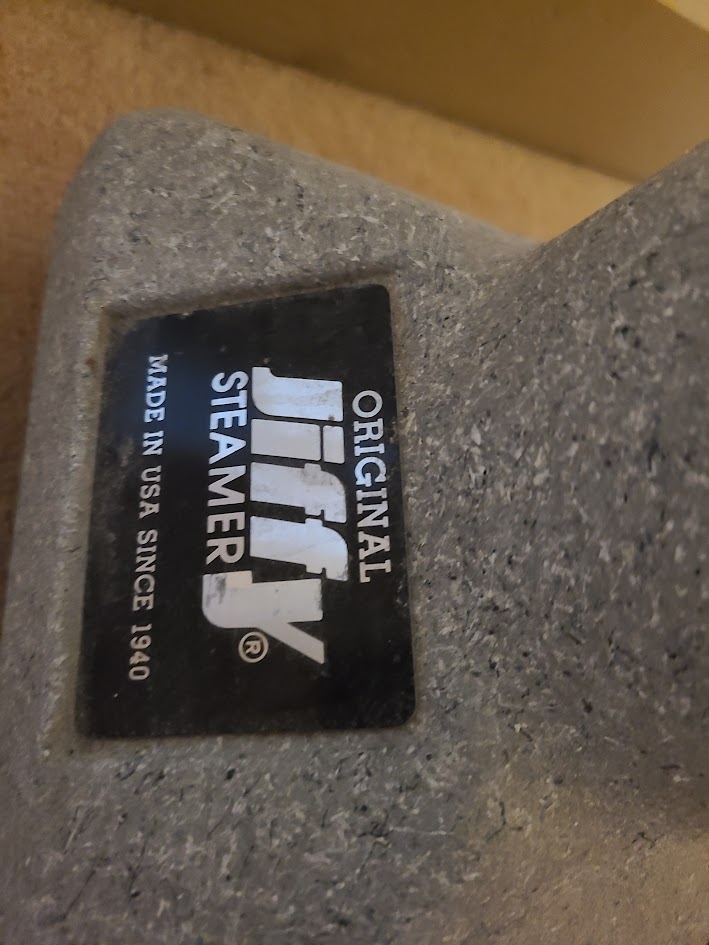 ORIGINAL
Jiffy®
STEAMER
MADE IN USA SINCE 1940